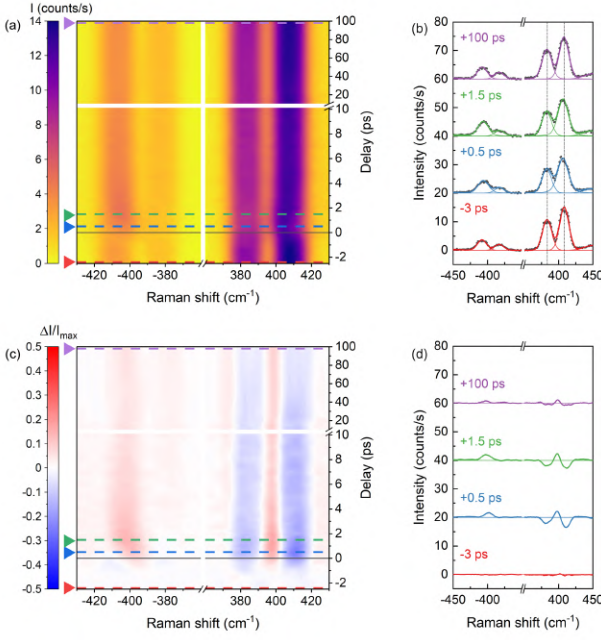 I (counts/s)
(a)
14
12
10
8
6
4
2
0
100
80
60
40
20
10
8
6
4
2
0
-2
Delay (ps)
-420 -400 380 400 420
Raman shift (cm-1)
(b)
80
70
60
50
40
30
20
10
0
Intensity (counts/s)
+100 ps
+1.5 ps
+0.5 ps
-3 ps
-450 -400 400 450
Raman shift (cm-1)
ΔI/Imax
(c)
0.5
0.4
0.3
0.2
0.1
0
-0.1
-0.2
-0.3
-0.4
-0.5
100
80
60
40
20
10
8
6
4
2
0
-2
Delay (ps)
-420 -400 380 400 420
Raman shift (cm-1)
(d)
80
70
60
50
40
30
20
10
0
Intensity (counts/s)
+100 ps
+1.5 ps
+0.5 ps
-3 ps
-450 -400 400 450
Raman shift (cm-1)